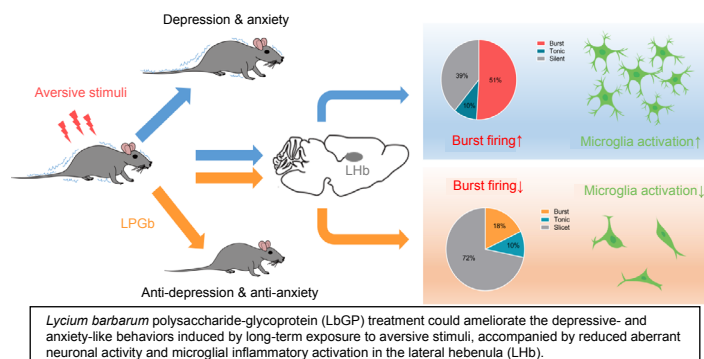 Depression & anxiety
Aversive stimuli
LPGb
LHb
Anti-depression & anti-anxiety
Burst
Tonic
Silent
39%
51%
10%
Burst firing↑
Microglia activation↑
Burst firing↓
Microglia activation↓
Burst
Tonic
Slicet
18%
10%
72%
Lycium barbarum polysaccharide-glycoprotein (LbGP) treatment could ameliorate the depressive- and
anxiety-like behaviors induced by long-term exposure to aversive stimuli, accompanied by reduced aberrant
neuronal activity and microglial inflammatory activation in the lateral hebenula (LHb).